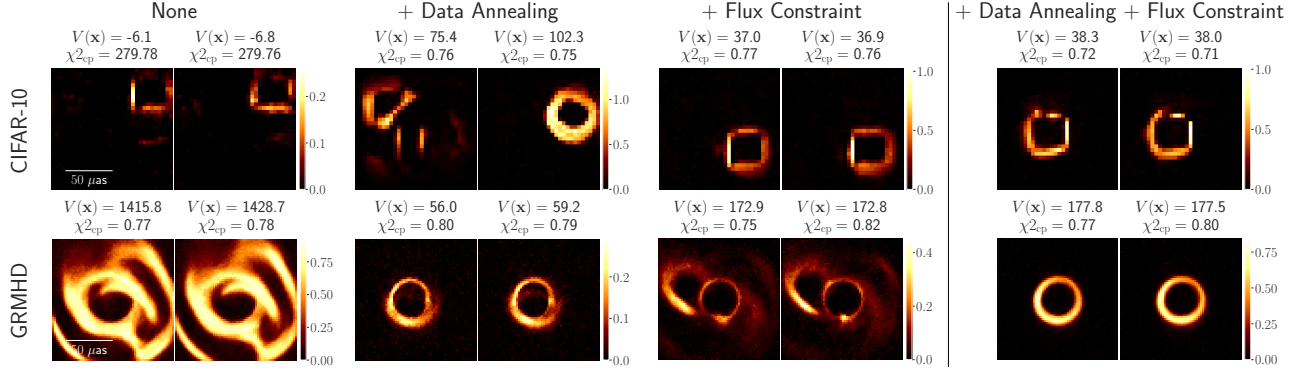 None
+ Data Annealing
+ Flux Constraint
+ Data Annealing + Flux Constraint
V(x) = -6.1
V(x) = -6.8
V(x) = 75.4
V(x) = 102.3
V(x) = 37.0
V(x) = 36.9
V(x) = 38.3
V(x) = 38.0
χ2cp = 279.78
χ2cp = 279.76
χ2cp = 0.76
χ2cp = 0.75
χ2cp = 0.77
χ2cp = 0.76
χ2cp = 0.72
χ2cp = 0.71
CIFAR-10
50 μas
0.2
0.1
0.0
1.0
0.5
0.0
1.0
0.5
0.0
1.0
0.5
0.0
V(x) = 1415.8
V(x) = 1428.7
V(x) = 56.0
V(x) = 59.2
V(x) = 172.9
V(x) = 172.8
V(x) = 177.8
V(x) = 177.5
χ2cp = 0.77
χ2cp = 0.78
χ2cp = 0.80
χ2cp = 0.79
χ2cp = 0.75
χ2cp = 0.82
χ2cp = 0.77
χ2cp = 0.80
GRMHD
50 μas
0.75
0.50
0.25
0.00
0.2
0.1
0.0
0.4
0.2
0.0
0.75
0.50
0.25
0.00